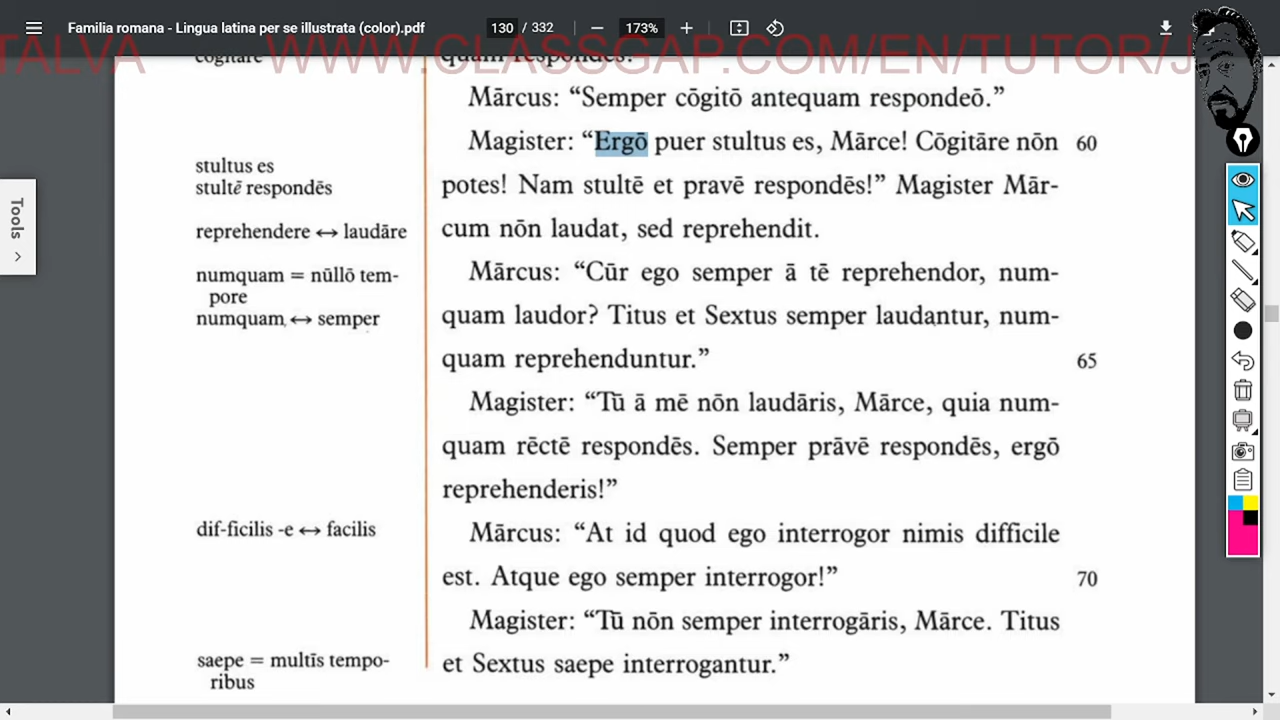 Familia romana - Lingua latina per se illustrata (color).pdf
130 / 332
173%
TALVA WWW.CLASSGAP.COM/EN/TUTOR/J
Tools
cogitare
quam respondēs.
Mārcus: “Semper cōgitō antequam respondeō.”
Magister: “Ergō puer stultus es, Mārce! Cōgitāre nōn 60
stultus es
stultē respondēs
potes! Nam stultē et pravē respondēs!” Magister Mār-
reprehendere ↔ laudāre
cum nōn laudat, sed reprehendit.
numquam = nūllō tem-
pore
numquam ↔ semper
Mārcus: “Cūr ego semper ā tē reprehendor, num-
quam laudor? Titus et Sextus semper laudantur, num-
quam reprehenduntur.” 65
Magister: “Tū ā mē nōn laudāris, Mārce, quia num-
quam rēctē respondēs. Semper prāvē respondēs, ergō
reprehenderis!”
dif-ficilis -e ↔ facilis
Mārcus: “At id quod ego interrogor nimis difficile
est. Atque ego semper interrogor!” 70
Magister: “Tū nōn semper interrogāris, Mārce. Titus
saepe = multīs tempo-
ribus
et Sextus saepe interrogantur.”